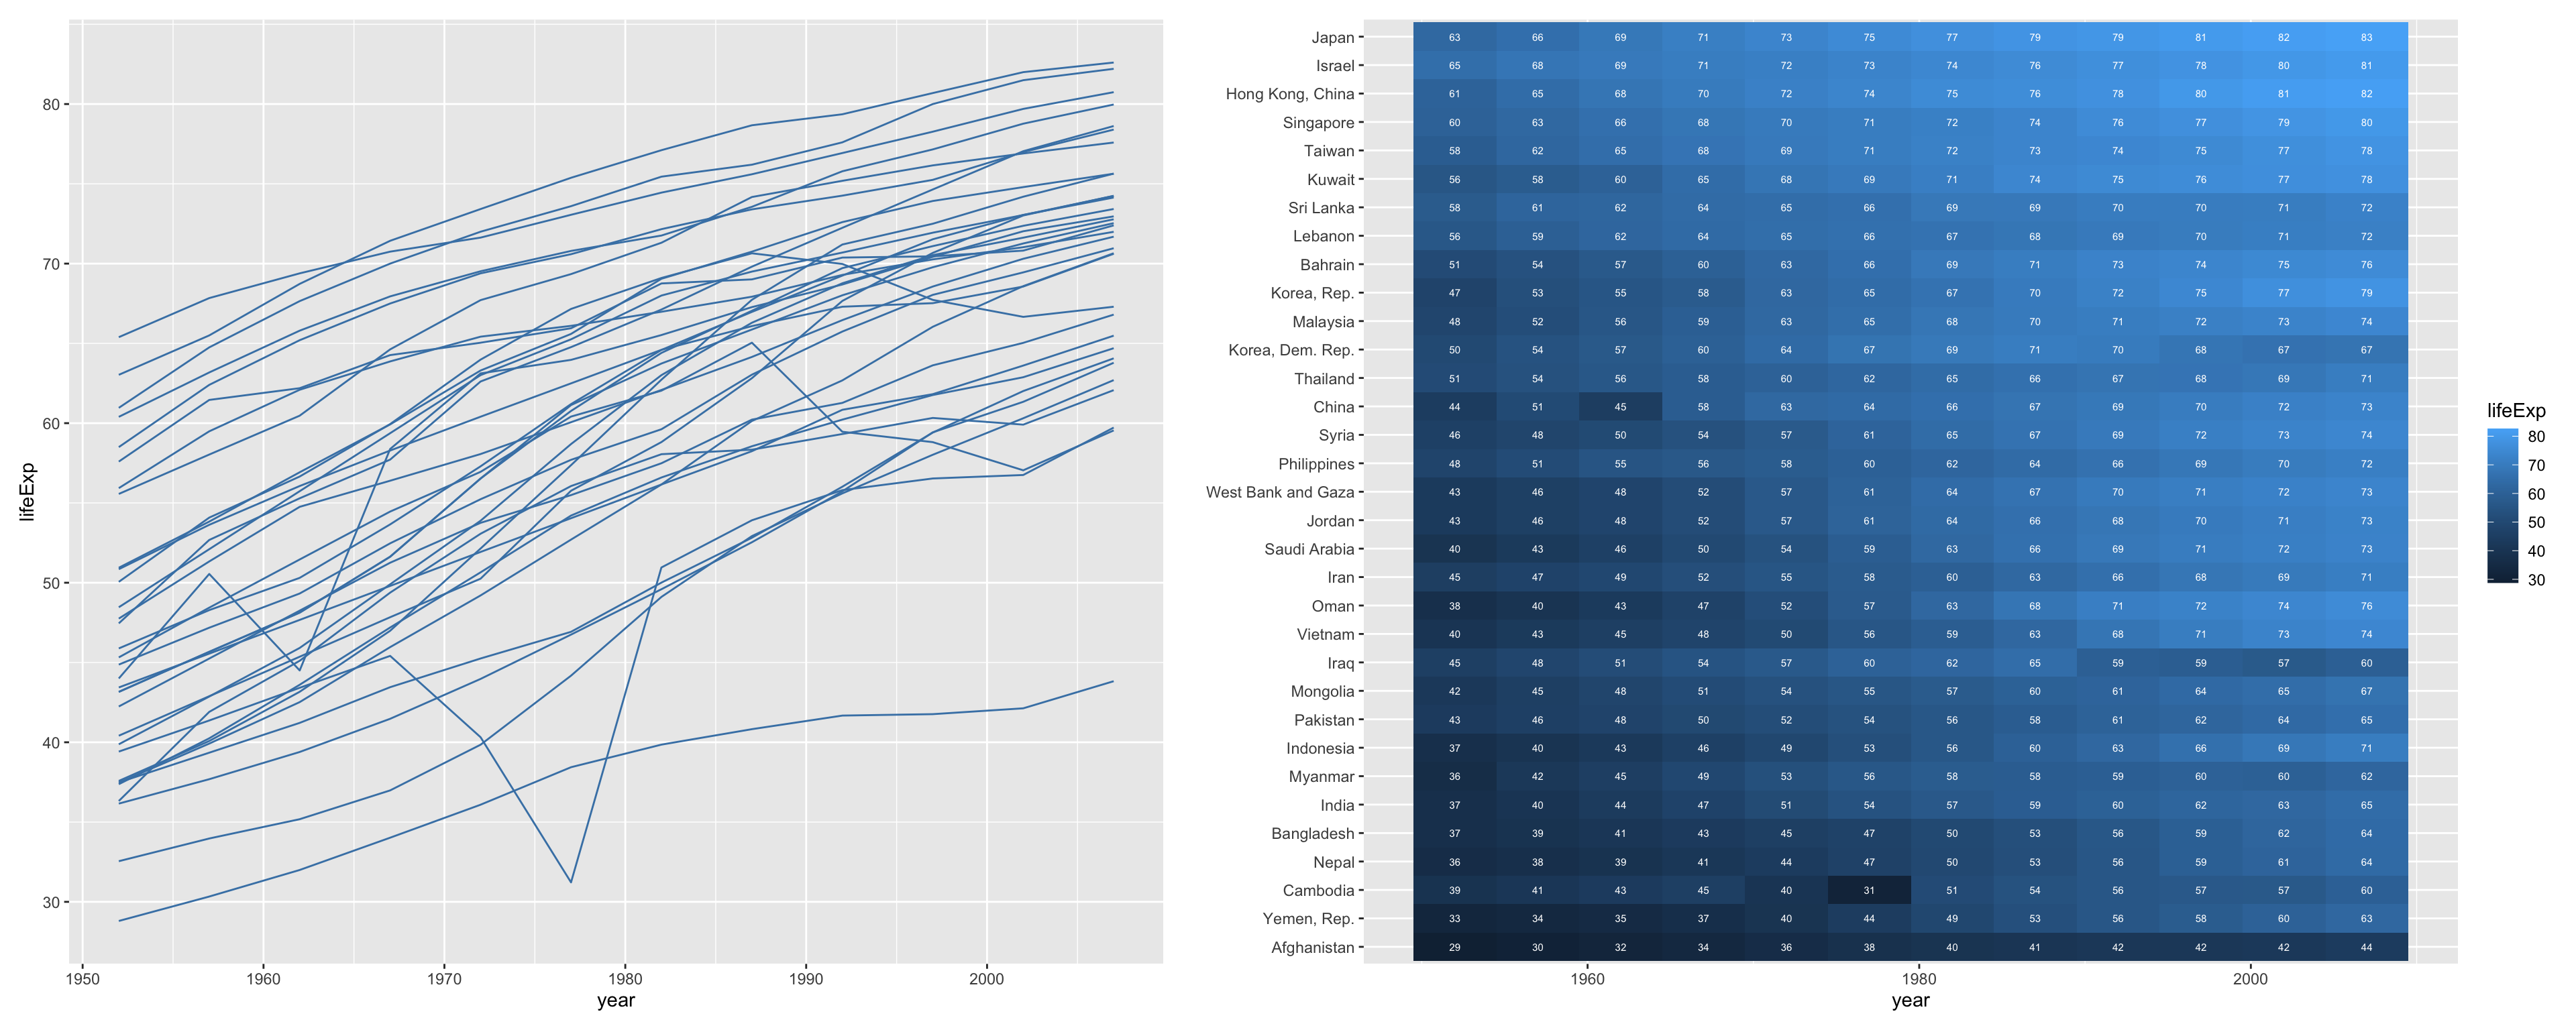 lifeExp
80
70
60
50
40
30
1950 1960 1970 1980 1990 2000
year
Japan 63 66 69 71 73 75 77 79 79 81 82 83
Israel 65 68 69 71 72 73 74 76 77 78 80 81
Hong Kong, China 61 65 68 70 72 74 75 76 78 80 81 82
Singapore 60 63 66 68 70 71 72 74 76 77 79 80
Taiwan 58 62 65 68 69 71 72 73 74 75 77 78
Kuwait 56 58 60 65 68 69 71 74 75 76 77 78
Sri Lanka 58 61 62 64 65 66 69 69 70 70 71 72
Lebanon 56 59 62 64 65 66 67 68 69 70 71 72
Bahrain 51 54 57 60 63 66 69 71 73 74 75 76
Korea, Rep. 47 53 55 58 63 65 67 70 72 75 77 79
Malaysia 48 52 56 59 63 65 68 70 71 72 73 74
Korea, Dem. Rep. 50 54 57 60 64 67 69 71 70 68 67 67
Thailand 51 54 56 58 60 62 65 66 67 68 69 71
China 44 51 45 58 63 64 66 67 69 70 72 73
Syria 46 48 50 54 57 61 65 67 69 72 73 74
Philippines 48 51 55 56 58 60 62 64 66 69 70 72
West Bank and Gaza 43 46 48 52 57 61 64 67 70 71 72 73
Jordan 43 46 48 52 57 61 64 66 68 70 71 73
Saudi Arabia 40 43 46 50 54 59 63 66 69 71 72 73
Iran 45 47 49 52 55 58 60 63 66 68 69 71
Oman 38 40 43 47 52 57 63 68 71 72 74 76
Vietnam 40 43 45 48 50 56 59 63 68 71 73 74
Iraq 45 48 51 54 57 60 62 65 59 59 57 60
Mongolia 42 45 48 51 54 55 57 60 61 64 65 67
Pakistan 43 46 48 50 52 54 56 58 61 62 64 65
Indonesia 37 40 43 46 49 53 56 60 63 66 69 71
Myanmar 36 42 45 49 53 56 58 58 59 60 60 62
India 37 40 44 47 51 54 57 59 60 62 63 65
Bangladesh 37 39 41 43 45 47 50 53 56 59 62 64
Nepal 36 38 39 41 44 47 50 53 56 59 61 64
Cambodia 39 41 43 45 40 31 51 54 56 57 57 60
Yemen, Rep. 33 34 35 37 40 44 49 53 56 58 60 63
Afghanistan 29 30 32 34 36 38 40 41 42 42 42 44
1960 1980 2000
year
lifeExp
80
70
60
50
40
30